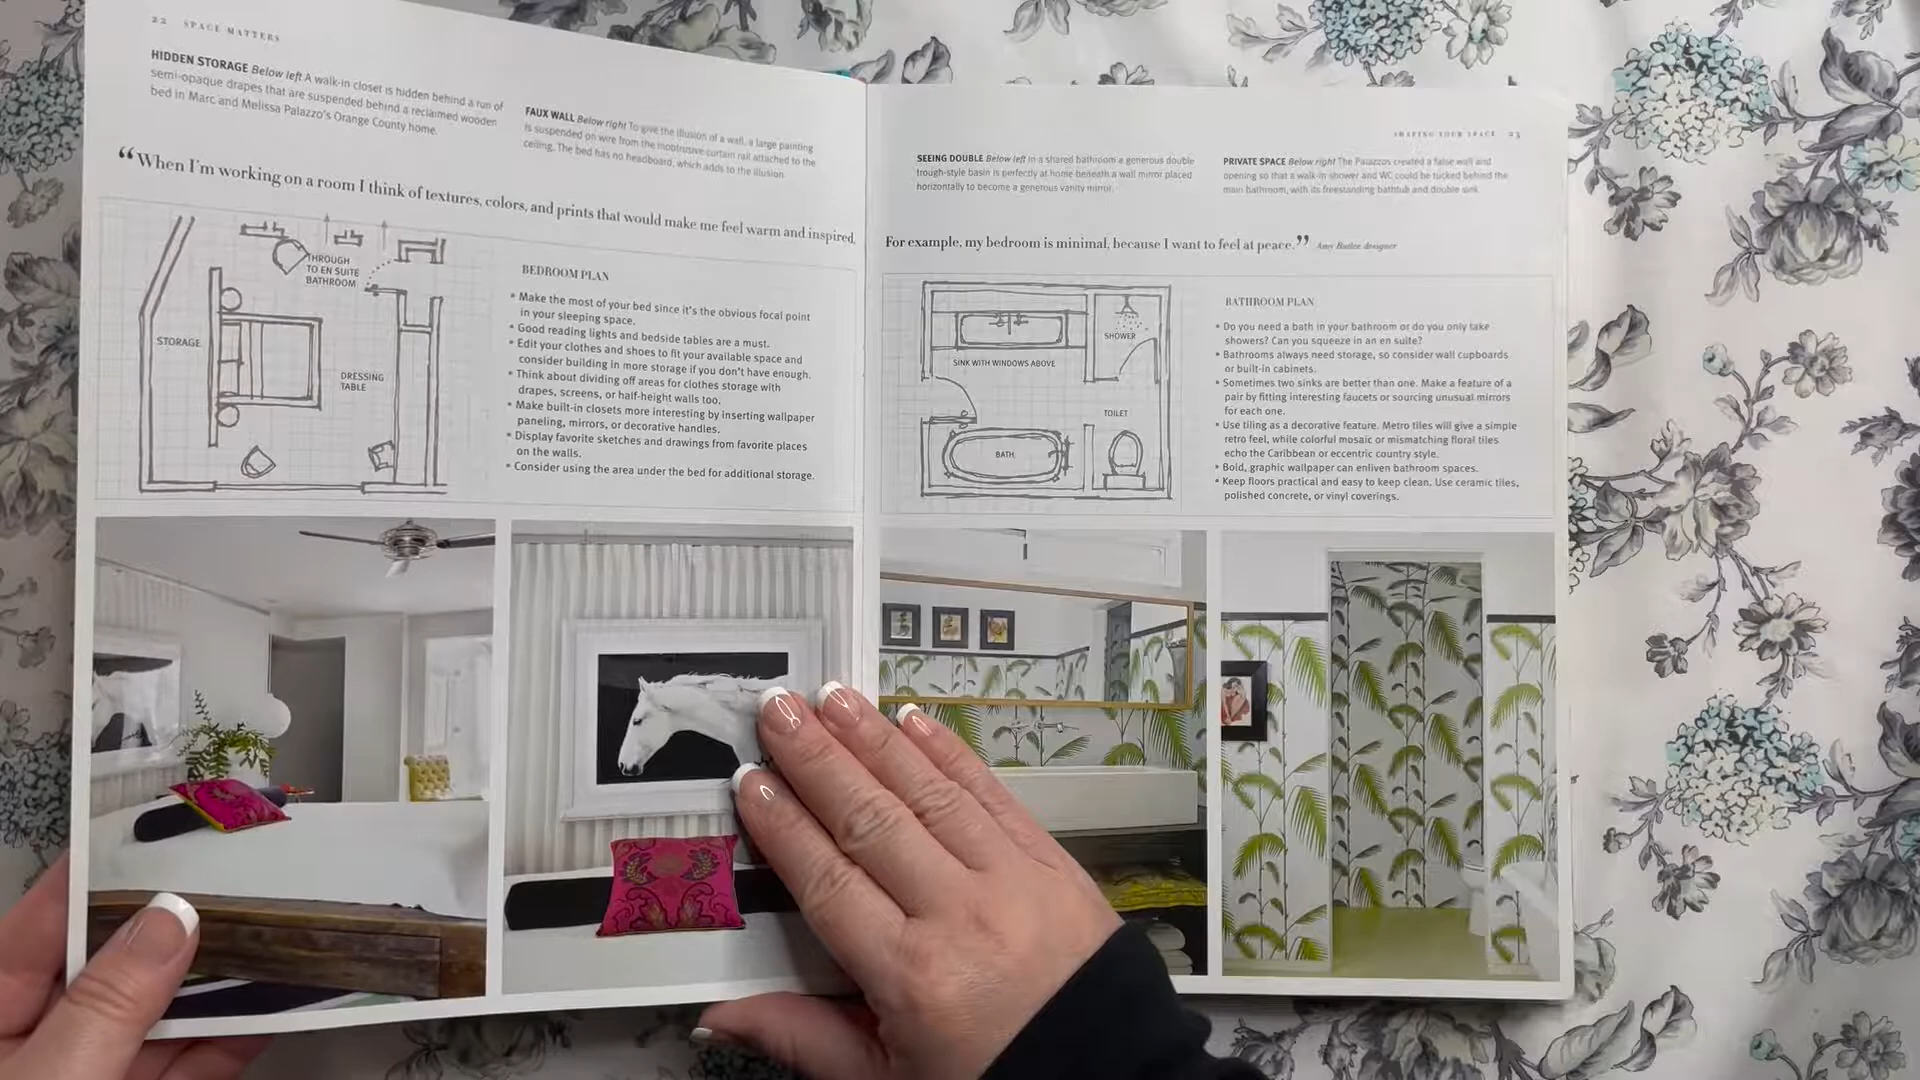 22 SPACE MATTERS
HIDDEN STORAGE Below left A walk-in closet is hidden behind a run of
semi-opaque drapes that are suspended behind a reclaimed wooden
bed in Marc and Melissa Palazzo's Orange County home.
FAUX WALL Below right To give the illusion of a wall, a large painting
is suspended on wire from the inobtrusive curtain rail attached to the
ceiling. The bed has no headboard, which adds to the illusion.
“When I'm working on a room I think of textures, colors, and prints that would make me feel warm and inspired.
THROUGH
TO EN SUITE
BATHROOM
STORAGE
DRESSING
TABLE
BEDROOM PLAN
• Make the most of your bed since it's the obvious focal point
in your sleeping space.
• Good reading lights and bedside tables are a must.
• Edit your clothes and shoes to fit your available space and
consider building in more storage if you don't have enough.
• Think about dividing off areas for clothes storage with
drapes, screens, or half-height walls too.
• Make built-in closets more interesting by inserting wallpaper
paneling, mirrors, or decorative handles.
• Display favorite sketches and drawings from favorite places
on the walls.
• Consider using the area under the bed for additional storage.
SHAPING YOUR SPACE 23
SEEING DOUBLE Below left In a shared bathroom a generous double
trough-style basin is perfectly at home beneath a wall mirror placed
horizontally to become a generous vanity mirror.
PRIVATE SPACE Below right The Palazzos created a false wall and
opening so that a walk-in shower and WC could be tucked behind the
main bathroom, with its freestanding bathtub and double sink.
For example, my bedroom is minimal, because I want to feel at peace.” Amy Butler designer
SHOWER
SINK WITH WINDOWS ABOVE
TOILET
BATH
BATHROOM PLAN
• Do you need a bath in your bathroom or do you only take
showers? Can you squeeze in an en suite?
• Bathrooms always need storage, so consider wall cupboards
or built-in cabinets.
• Sometimes two sinks are better than one. Make a feature of a
pair by fitting interesting faucets or sourcing unusual mirrors
for each one.
• Use tiling as a decorative feature. Metro tiles will give a simple
retro feel, while colorful mosaic or mismatching floral tiles
echo the Caribbean or eccentric country style.
• Bold, graphic wallpaper can enliven bathroom spaces.
• Keep floors practical and easy to keep clean. Use ceramic tiles,
polished concrete, or vinyl coverings.